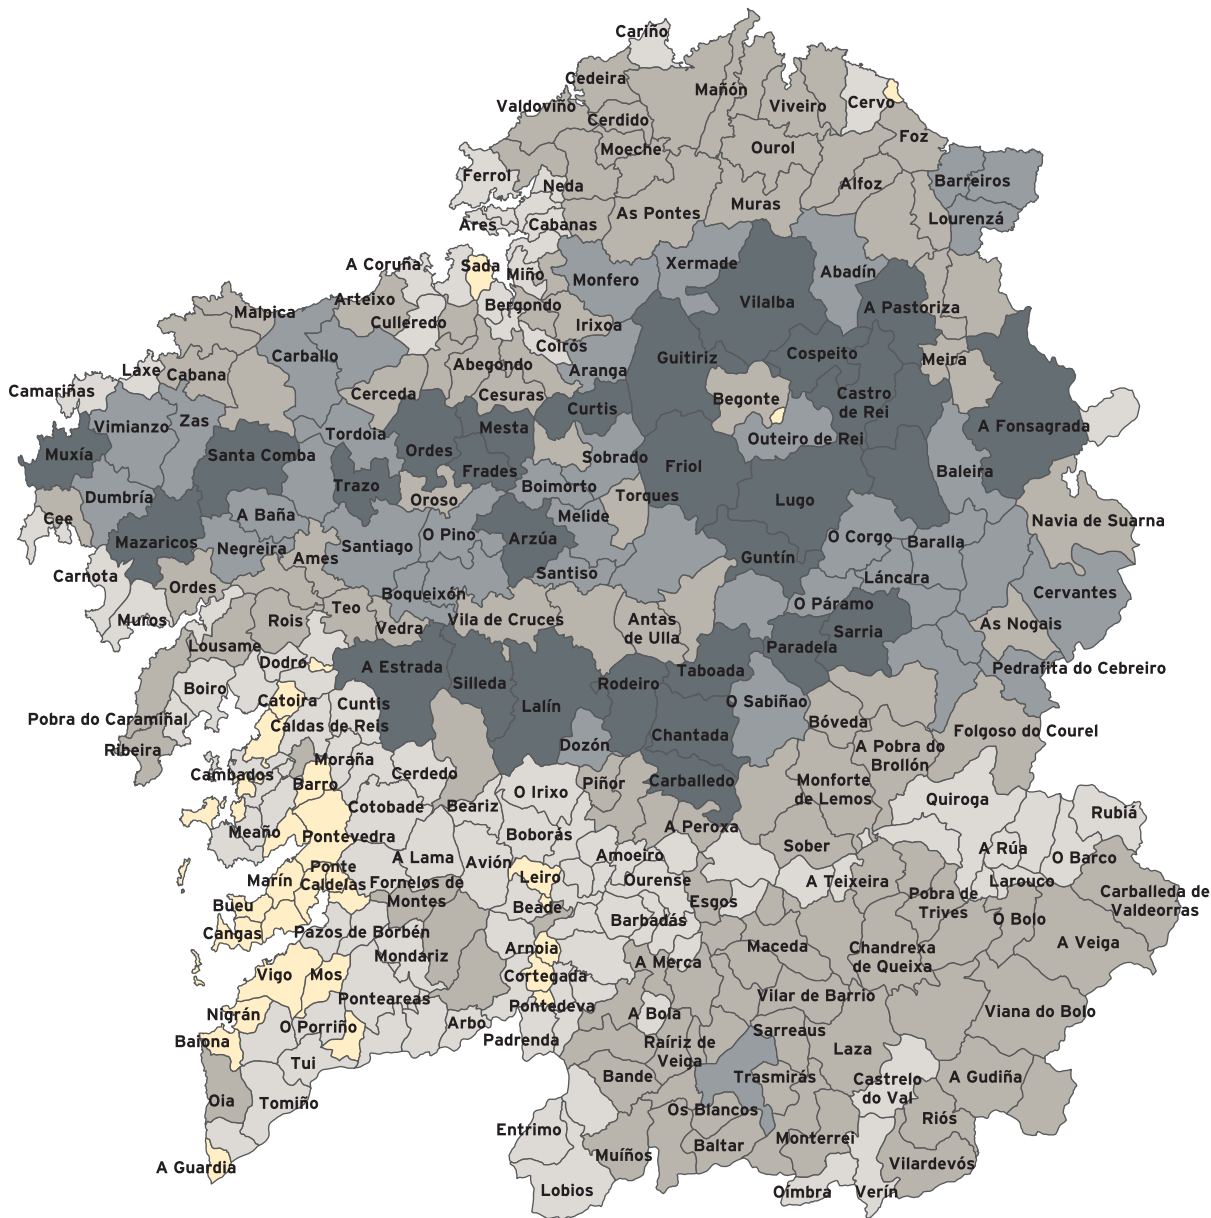 Cariño
Cedeira
Mañón
Valdoviño
Viveiro
Cervo
Cerdido
Foz
Moeche
Ourol
Ferrol
Neda
Alfoz
Barreiros
Muras
As Pontes
Lourenzá
Ares
Cabanas
A Coruña
Sada
Miño
Monfero
Xermade
Abadín
Vilalba
Arteixo
Bergondo
A Pastoriza
Malpica
Culleredo
Irixoa
Coirós
Carballo
Guitiriz
Cospeito
Meira
Laxe
Cabana
Abegondo
Aranga
Camariñas
Cerceda
Cesuras
Begonte
Castro
de Rei
Curtis
Vimianzo
Zas
Tordoia
Mesta
A Fonsagrada
Outeiro de Rei
Muxía
Santa Comba
Ordes
Sobrado
Friol
Frades
Baleira
Trazo
Boimorto
Dumbría
Oroso
Torques
Lugo
Cee
A Baña
Melide
Navia de Suarna
Mazaricos
Negreira
Santiago
O Pino
Arzúa
O Corgo
Baralla
Ames
Guntín
Carnota
Santiso
Láncara
Ordes
Boqueixón
Cervantes
Teo
O Páramo
Muros
Rois
Vila de Cruces
Antas
de Ulla
As Nogais
Vedra
Sarria
Lousame
Paradela
Dodro
A Estrada
Taboada
Pedrafita do Cebreiro
Boiro
Silleda
Rodeiro
Catoira
Cuntis
Lalín
O Sabiñao
Pobra do Caramiñal
Caldas de Reis
Bóveda
Folgoso do Courel
Ribeira
Dozón
Chantada
A Pobra do
Brollón
Moraña
Cambados
Cerdedo
Carballedo
Barro
O Irixo
Piñor
Monforte
de Lemos
Quiroga
Cotobade
Beariz
Rubiá
Meaño
Pontevedra
Boborás
A Peroxa
Sober
A Rúa
A Lama
Avión
Amoeiro
O Barco
Ponte
Caldelas
Marín
Fornelos de
Montes
Leiro
Ourense
A Teixeira
Larouco
Bueu
Beade
Esgos
Pobra de
Trives
Carballeda de
Valdeorras
Cangas
Pazos de Borbén
Barbadás
O Bolo
Mondariz
Arnoia
Maceda
Chandrexa
de Queixa
A Veiga
Vigo
Mos
Cortegada
A Merca
Ponteareas
Pontedeva
Vilar de Barrio
Nigrán
A Bola
Viana do Bolo
O Porriño
Arbo
Baiona
Padrenda
Raíriz de
Veiga
Sarreaus
Laza
Tui
Bande
Trasmirás
Castrelo
do Val
A Gudiña
Oia
Tomiño
Os Blancos
Riós
Entrimo
Baltar
Monterrei
A Guardia
Muíños
Vilardevós
Lobios
Oímbra
Verín